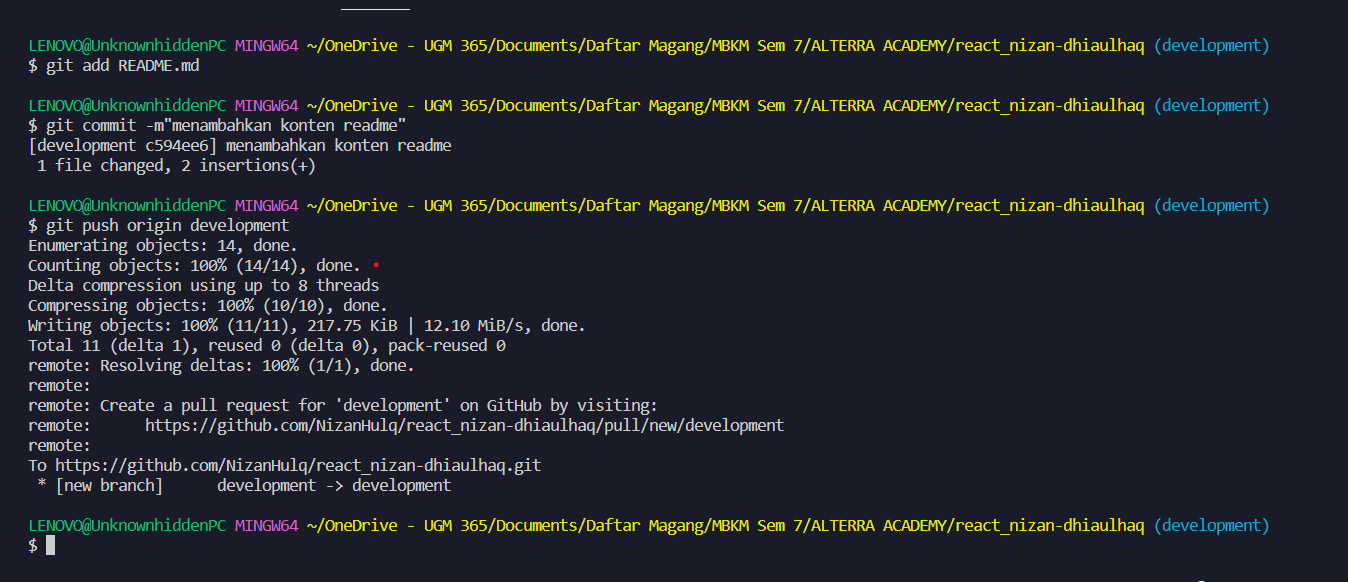 LENOVO@UnknownhiddenPC MINGW64 ~/OneDrive - UGM 365/Documents/Daftar Magang/MBKM Sem 7/ALTERRA ACADEMY/react_nizan-dhiaulhaq (development)
$ git add README.md
LENOVO@UnknownhiddenPC MINGW64 ~/OneDrive - UGM 365/Documents/Daftar Magang/MBKM Sem 7/ALTERRA ACADEMY/react_nizan-dhiaulhaq (development)
$ git commit -m"menambahkan konten readme"
[development c594ee6] menambahkan konten readme
 1 file changed, 2 insertions(+)
LENOVO@UnknownhiddenPC MINGW64 ~/OneDrive - UGM 365/Documents/Daftar Magang/MBKM Sem 7/ALTERRA ACADEMY/react_nizan-dhiaulhaq (development)
$ git push origin development
Enumerating objects: 14, done.
Counting objects: 100% (14/14), done.
Delta compression using up to 8 threads
Compressing objects: 100% (10/10), done.
Writing objects: 100% (11/11), 217.75 KiB | 12.10 MiB/s, done.
Total 11 (delta 1), reused 0 (delta 0), pack-reused 0
remote: Resolving deltas: 100% (1/1), done.
remote:
remote: Create a pull request for 'development' on GitHub by visiting:
remote:      https://github.com/NizanHulq/react_nizan-dhiaulhaq/pull/new/development
remote:
To https://github.com/NizanHulq/react_nizan-dhiaulhaq.git
 * [new branch]      development -> development
LENOVO@UnknownhiddenPC MINGW64 ~/OneDrive - UGM 365/Documents/Daftar Magang/MBKM Sem 7/ALTERRA ACADEMY/react_nizan-dhiaulhaq (development)
$